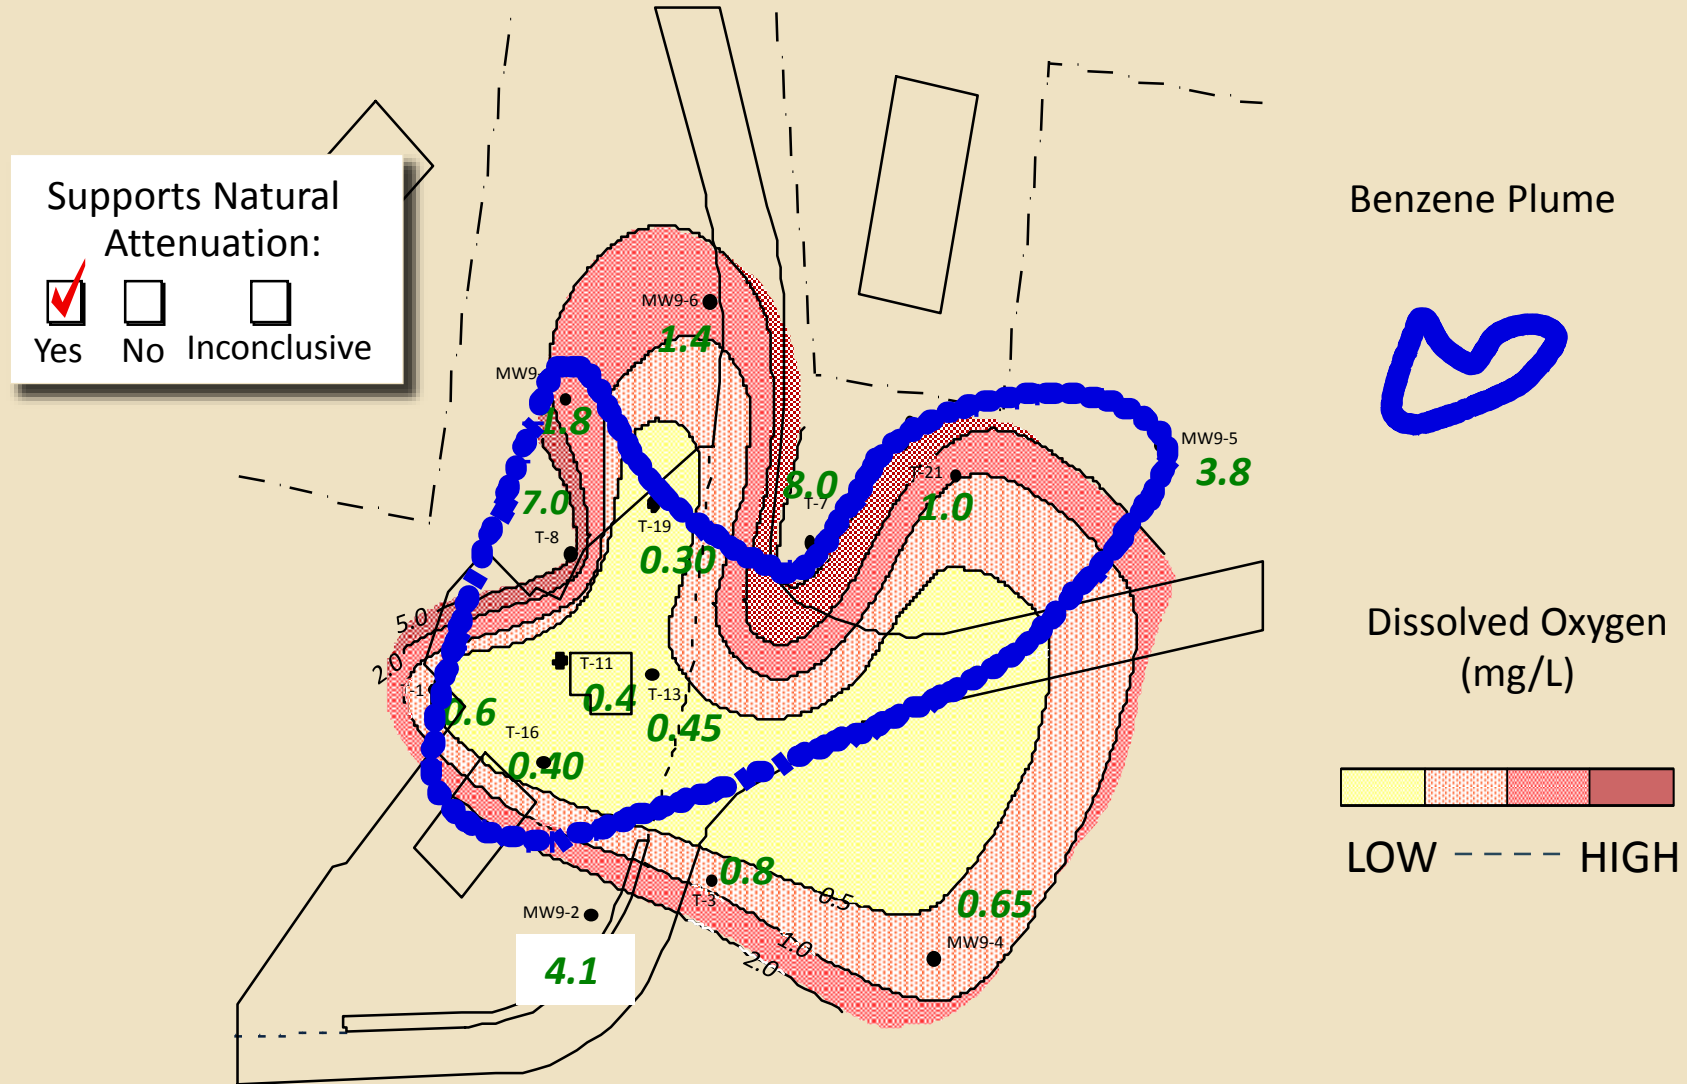 Supports Natural
Attenuation:
Yes No Inconclusive
Benzene Plume
Dissolved Oxygen
(mg/L)
LOW HIGH
MW9-6
1.4
MW9-
1.8
MW9-5
3.8
T-21
1.0
8.0
T-7
7.0
T-8
T-19
0.30
5.0
2.0
T-11
0.4
T-13
0.45
T-1
0.6
T-16
0.40
0.8
T-3
0.5
0.65
MW9-4
1.0
2.0
MW9-2
4.1